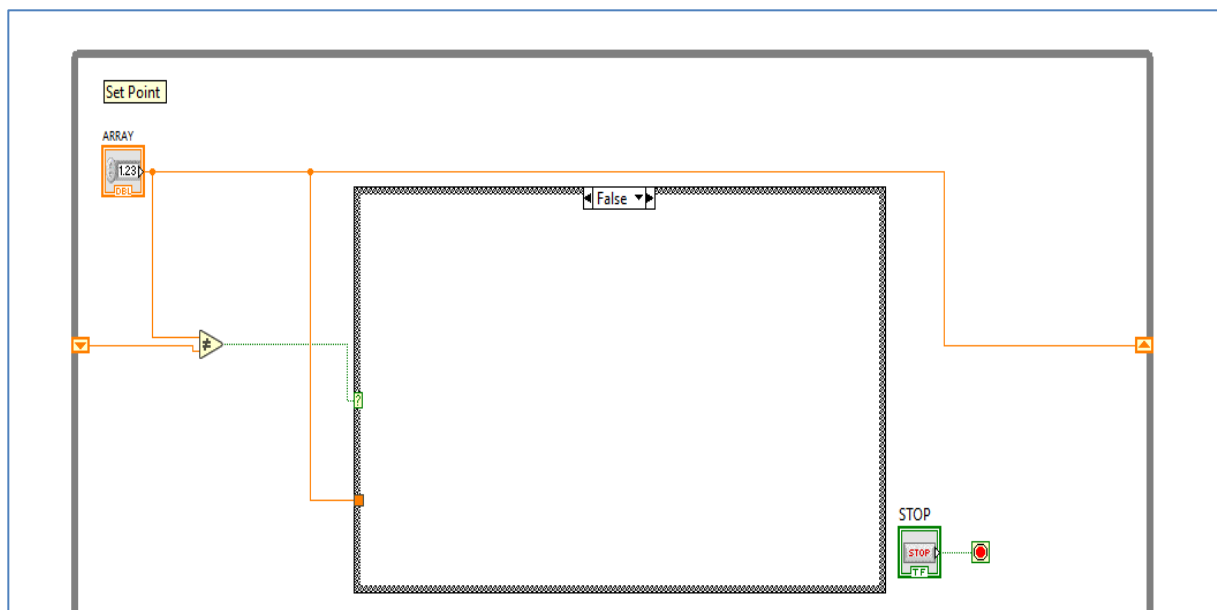 Set Point
ARRAY
1.23
DBL
False
≠
?
STOP
STOP
TF